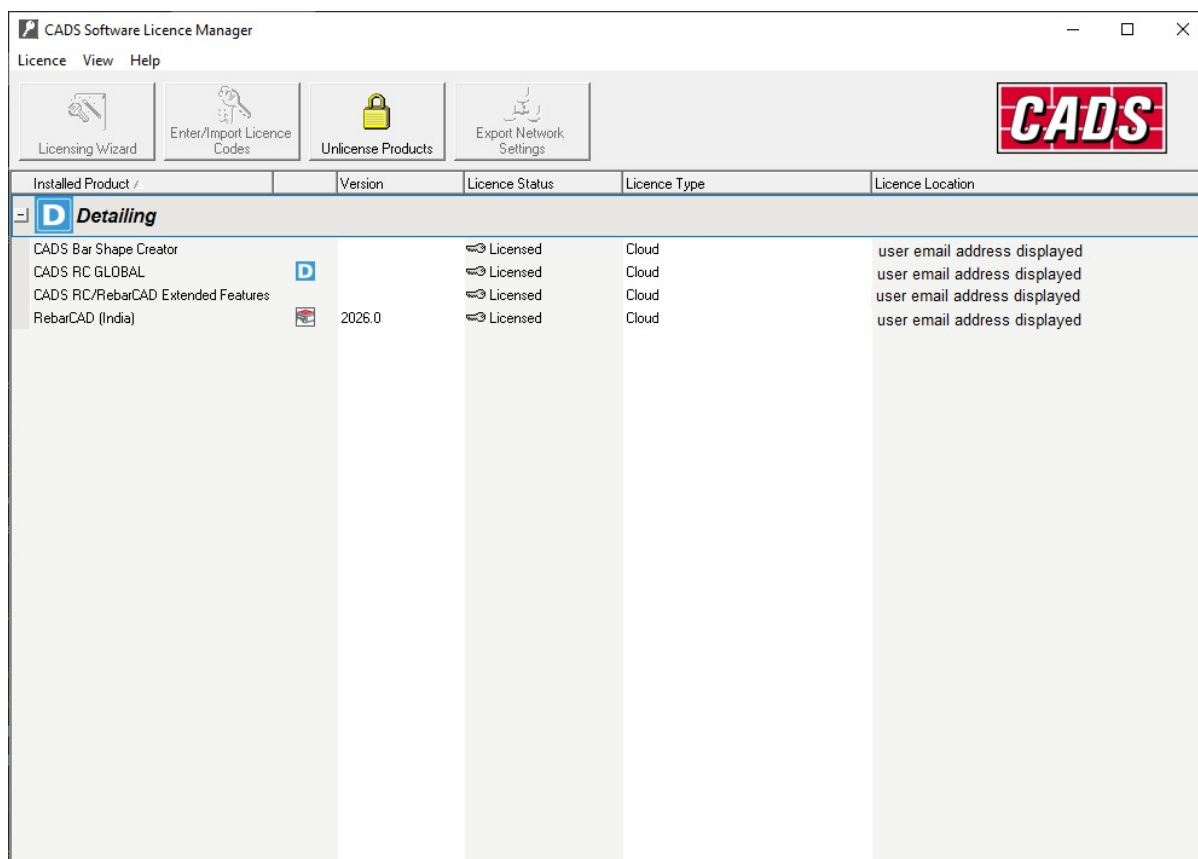 CADS Software Licence Manager
Licence View Help
Licensing Wizard
Enter/Import Licence
Codes
Unlicense Products
Export Network
Settings
CADS
Installed Product Version Licence Status Licence Type Licence Location
D Detailing
CADS Bar Shape Creator Licensed Cloud user email address displayed
CADS RC GLOBAL D Licensed Cloud user email address displayed
CADS RC/RebarCAD Extended Features Licensed Cloud user email address displayed
RebarCAD (India) 2026.0 Licensed Cloud user email address displayed